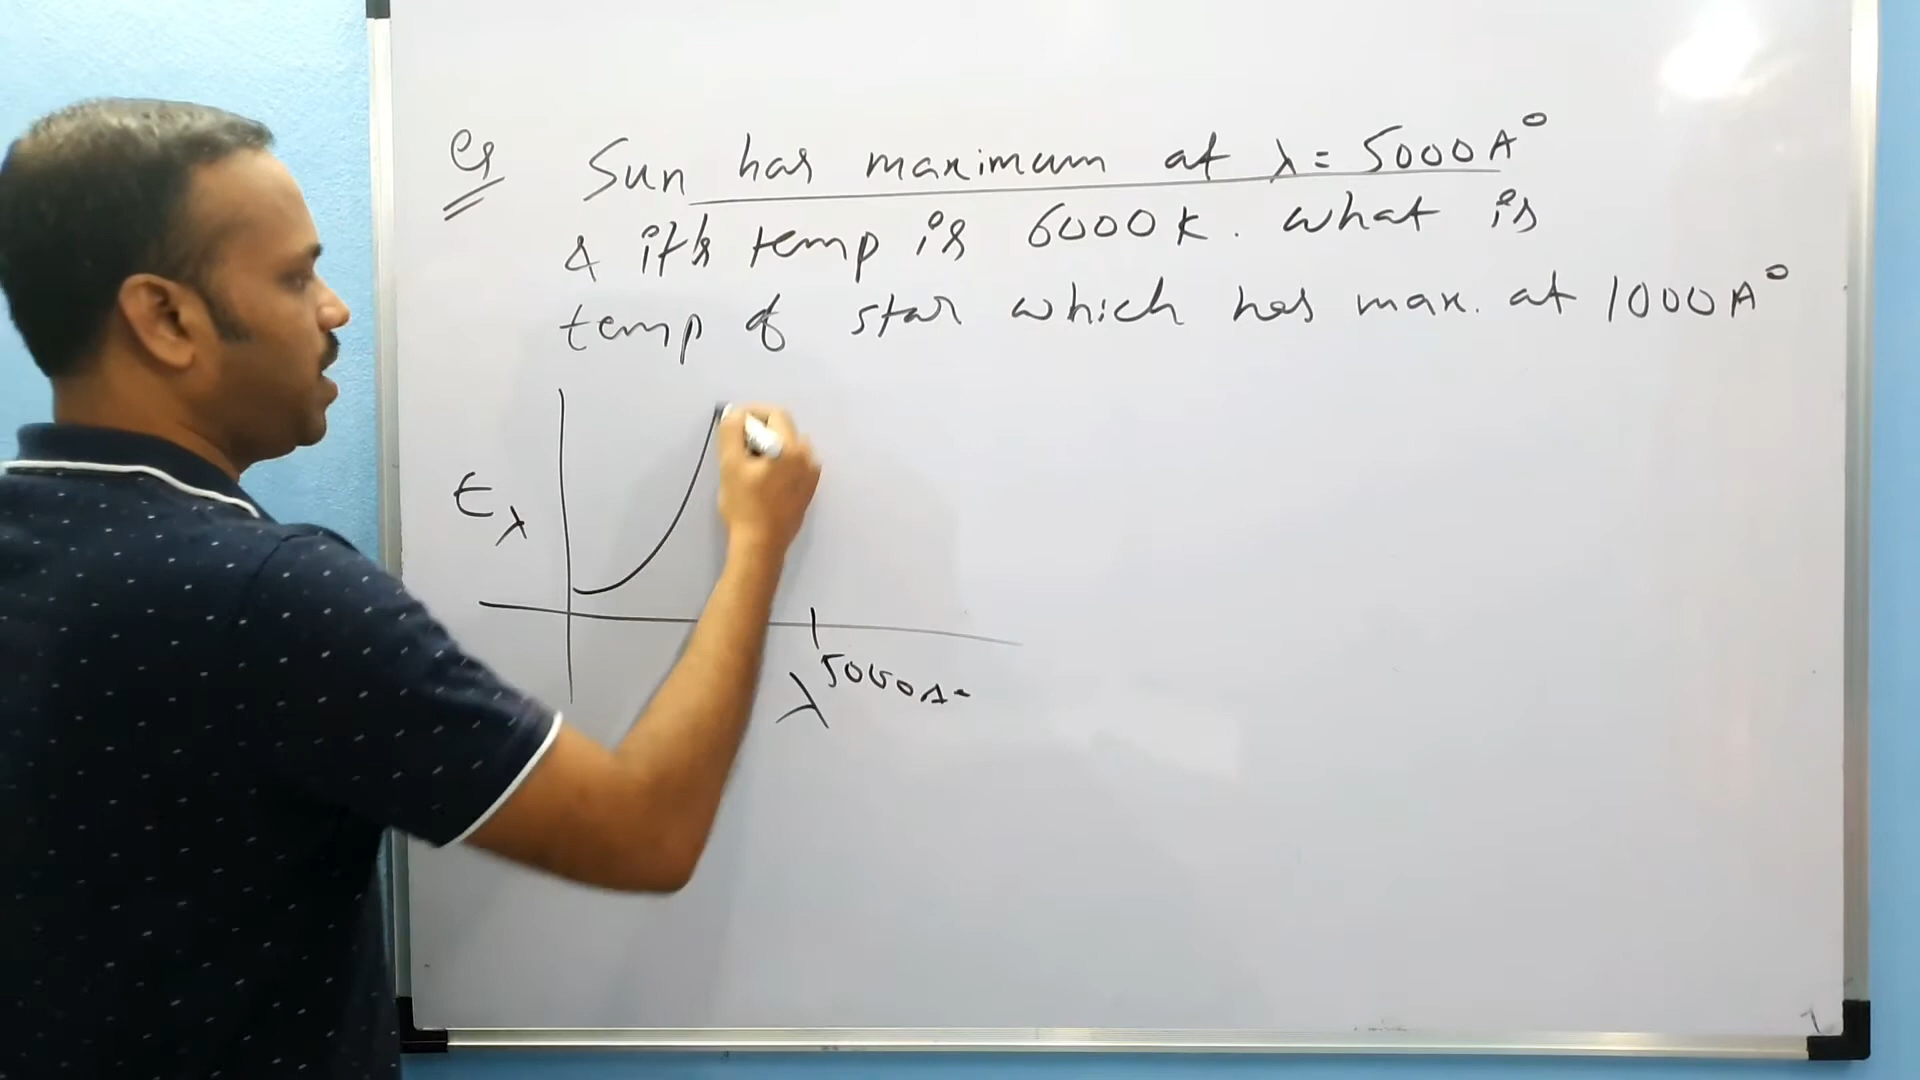 eg Sun has maximum at λ = 5000A°
& it's temp is 6000K. what is
temp of star which has max. at 1000A°
Eλ
5000A°
λ